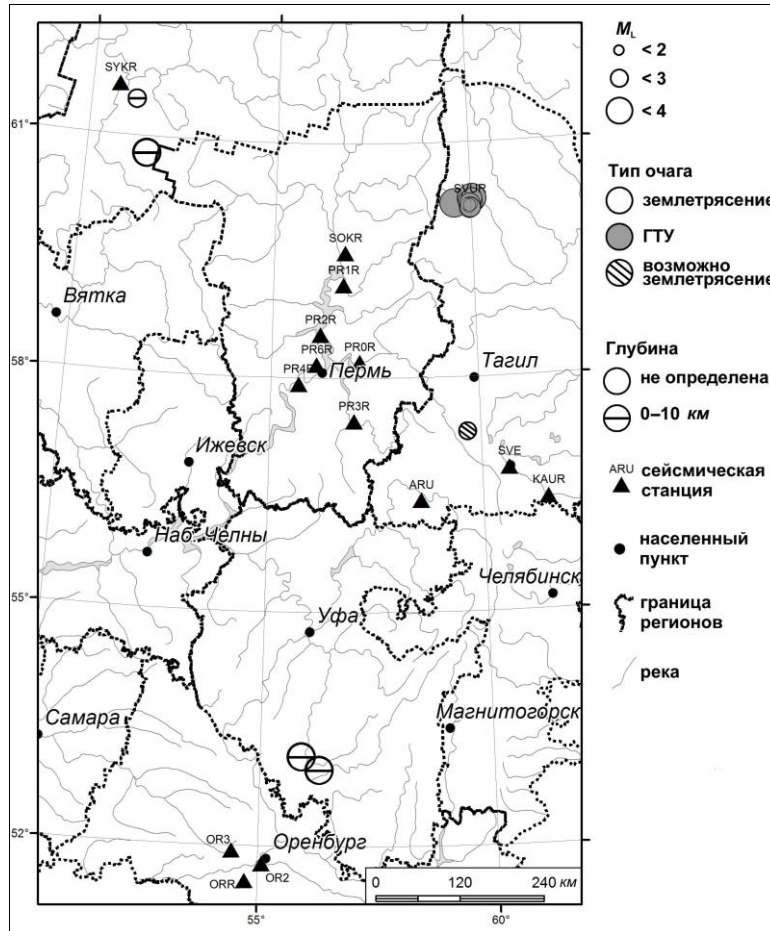 SYKR
61°
SVUR
SOKR
PR1R
Вятка
PR2R
PR6R
PR0R
58°
Пермь
Тагил
PR4R
PR3R
Ижевск
SVE
ARU
KAUR
Наб. Челны
Челябинск
55°
Уфа
Самара
Магнитогорск
52°
OR3
Оренбург
ORR
OR2
0 120 240 км
55°
60°
ML
< 2
< 3
< 4
Тип очага
землетрясение
ГТУ
возможно
землетрясение
Глубина
не определена
0–10 км
ARU сейсмическая
станция
населенный
пункт
граница
регионов
река